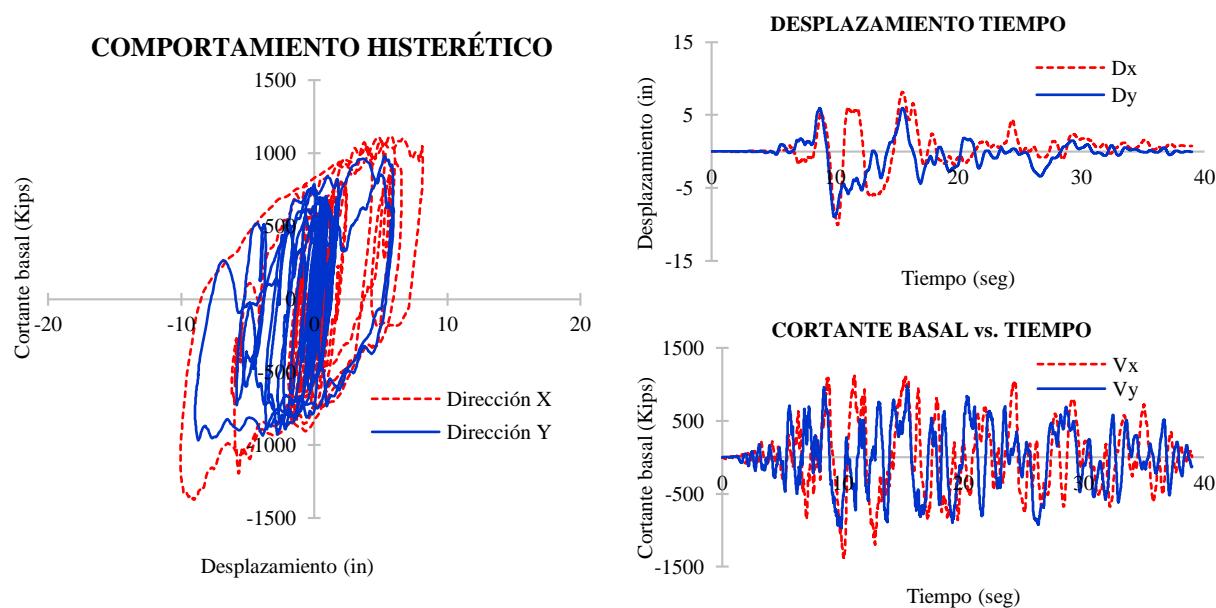 COMPORTAMIENTO HISTERÉTICO
1500
1000
500
0
-500
-1000
-1500
-20
-10
0
10
20
Cortante basal (Kips)
Desplazamiento (in)
Dirección X
Dirección Y
DESPLAZAMIENTO TIEMPO
15
5
-5
-15
0
10
20
30
40
Desplazamiento (in)
Tiempo (seg)
Dx
Dy
CORTANTE BASAL vs. TIEMPO
1500
500
-500
-1500
0
10
20
30
40
Cortante basal (Kips)
Tiempo (seg)
Vx
Vy